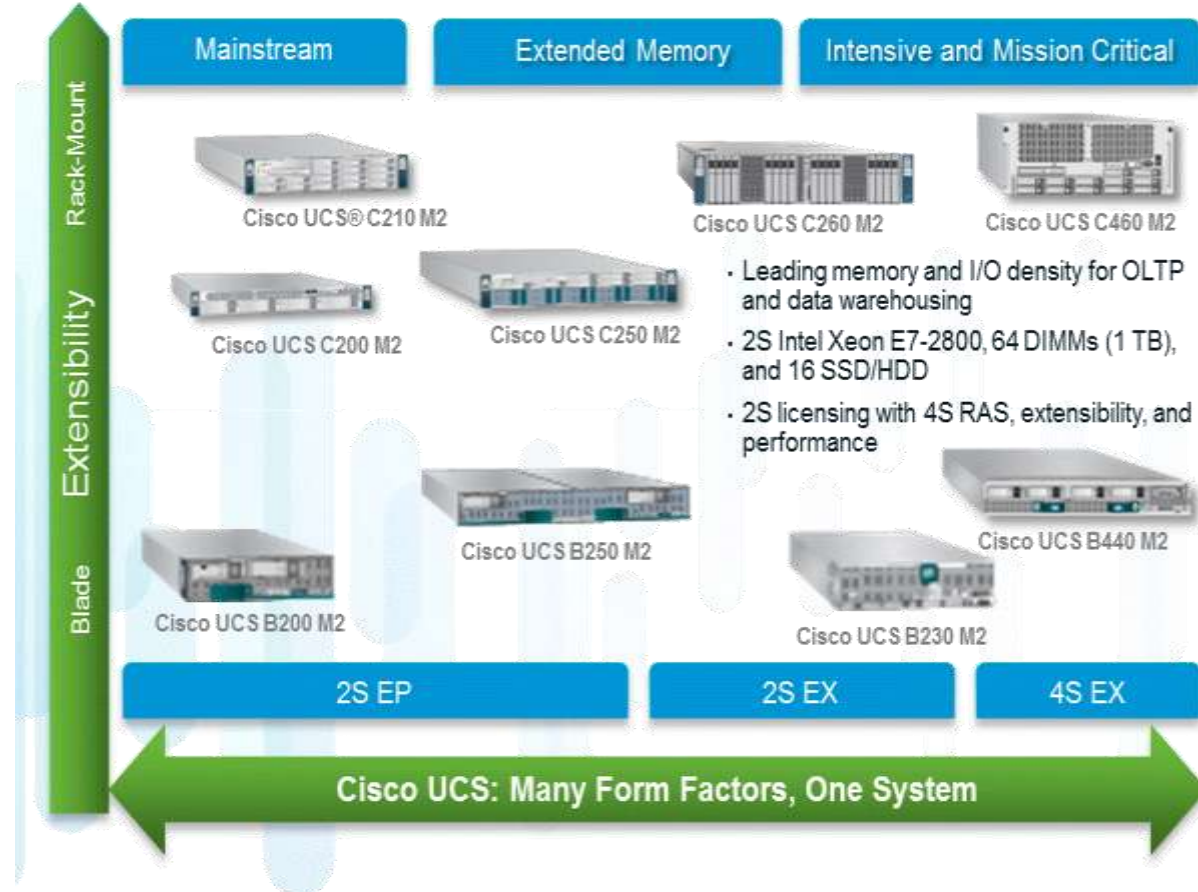 Mainstream
Extended Memory
Intensive and Mission Critical
Rack-Mount
Extensibility
Blade
Cisco UCS® C210 M2
Cisco UCS C260 M2
Cisco UCS C460 M2
Cisco UCS C200 M2
Cisco UCS C250 M2
· Leading memory and I/O density for OLTP
and data warehousing
· 2S Intel Xeon E7-2800, 64 DIMMs (1 TB),
and 16 SSD/HDD
· 2S licensing with 4S RAS, extensibility, and
performance
Cisco UCS B200 M2
Cisco UCS B250 M2
Cisco UCS B230 M2
Cisco UCS B440 M2
2S EP
2S EX
4S EX
Cisco UCS: Many Form Factors, One System